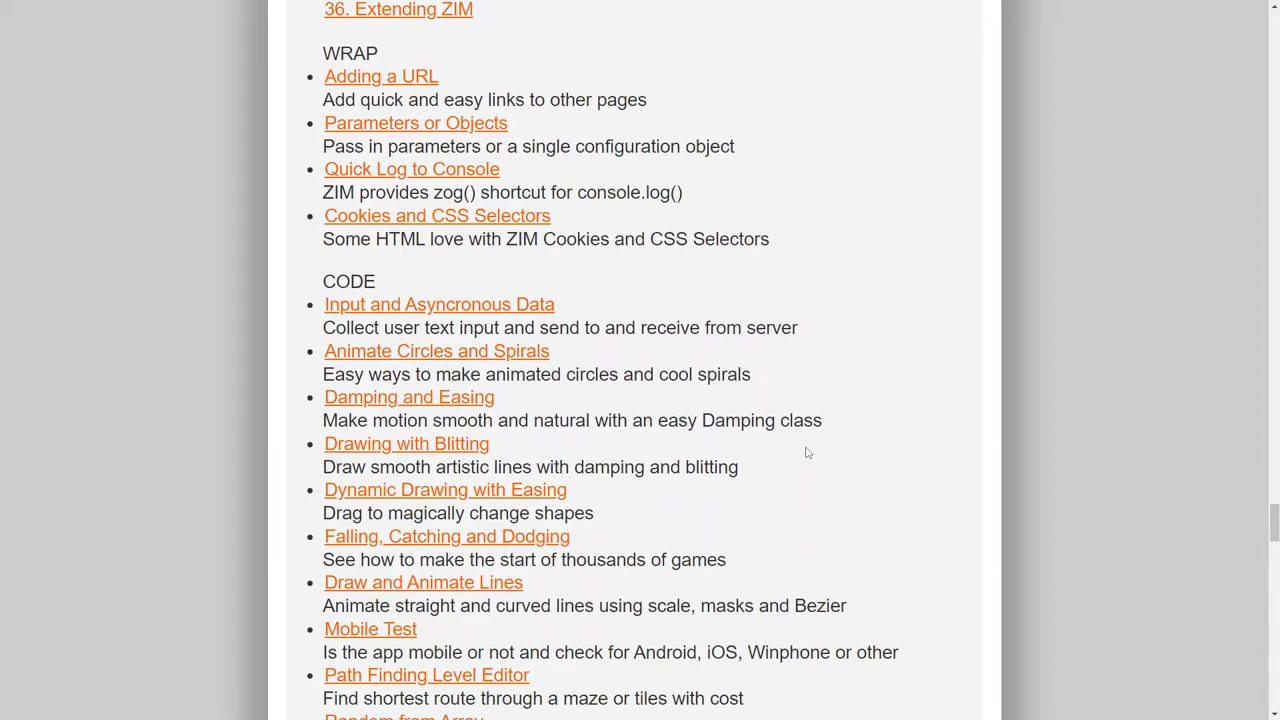 36. Extending ZIM
WRAP
Adding a URL
Add quick and easy links to other pages
Parameters or Objects
Pass in parameters or a single configuration object
Quick Log to Console
ZIM provides zog() shortcut for console.log()
Cookies and CSS Selectors
Some HTML love with ZIM Cookies and CSS Selectors
CODE
Input and Asyncronous Data
Collect user text input and send to and receive from server
Animate Circles and Spirals
Easy ways to make animated circles and cool spirals
Damping and Easing
Make motion smooth and natural with an easy Damping class
Drawing with Blitting
Draw smooth artistic lines with damping and blitting
Dynamic Drawing with Easing
Drag to magically change shapes
Falling, Catching and Dodging
See how to make the start of thousands of games
Draw and Animate Lines
Animate straight and curved lines using scale, masks and Bezier
Mobile Test
Is the app mobile or not and check for Android, iOS, Winphone or other
Path Finding Level Editor
Find shortest route through a maze or tiles with cost
Random from Array